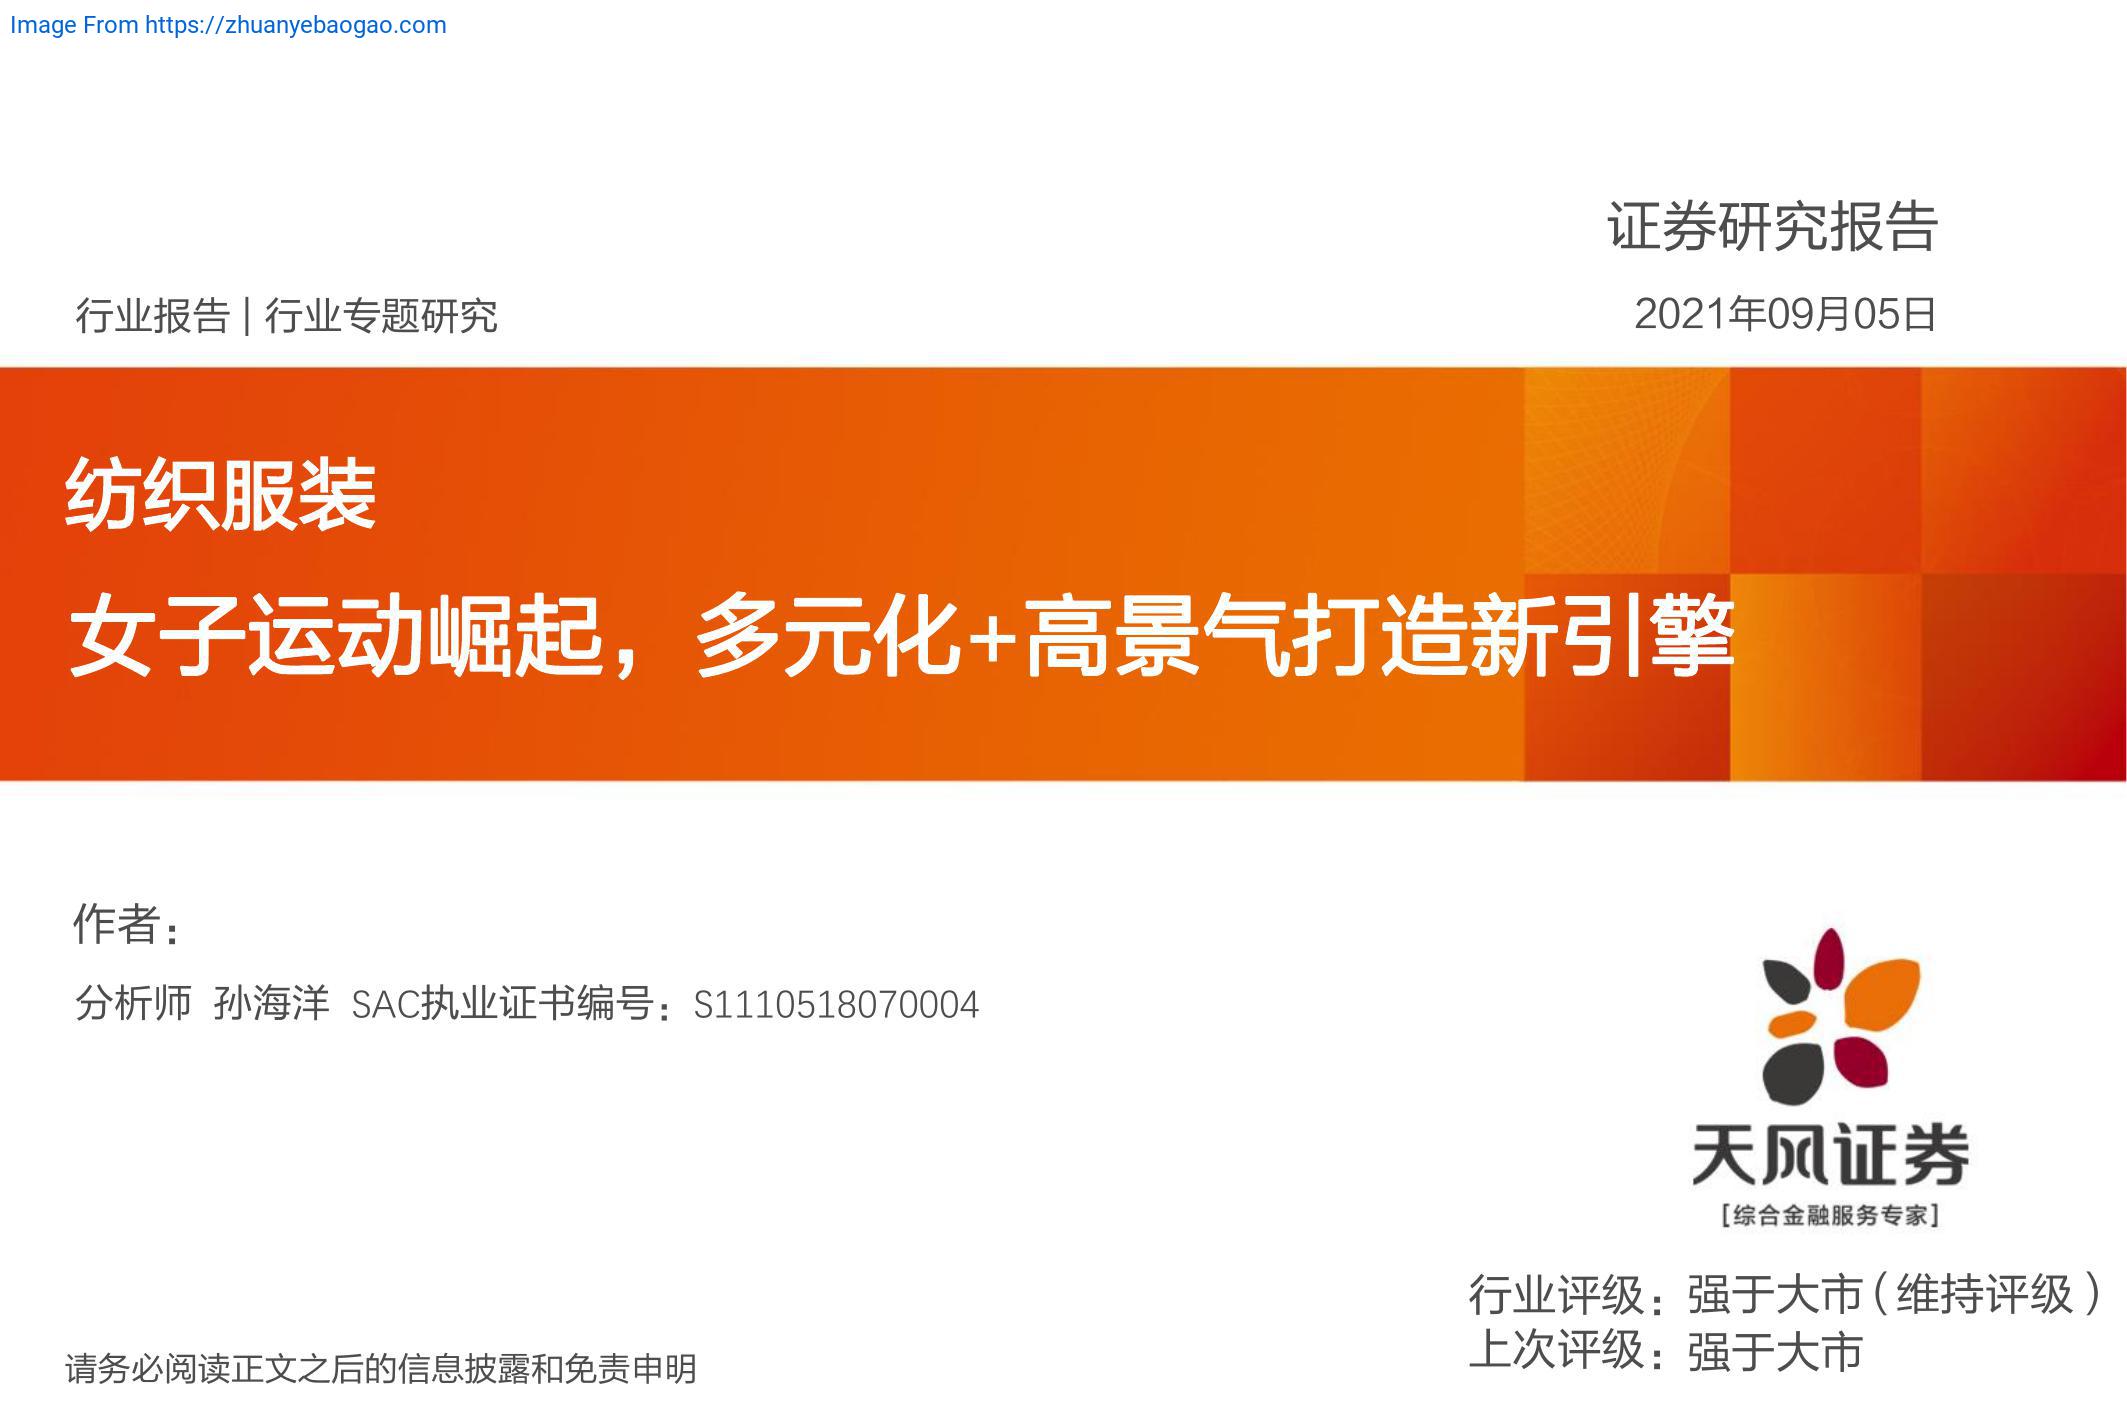 Image From https://zhuanyebaogao.com
证券研究报告
行业报告 | 行业专题研究
2021年09月05日
纺织服装
女子运动崛起，多元化+高景气打造新引擎
作者：
分析师 孙海洋 SAC执业证书编号：S1110518070004
天风证券
[综合金融服务专家]
行业评级：强于大市（维持评级）
上次评级：强于大市
请务必阅读正文之后的信息披露和免责申明